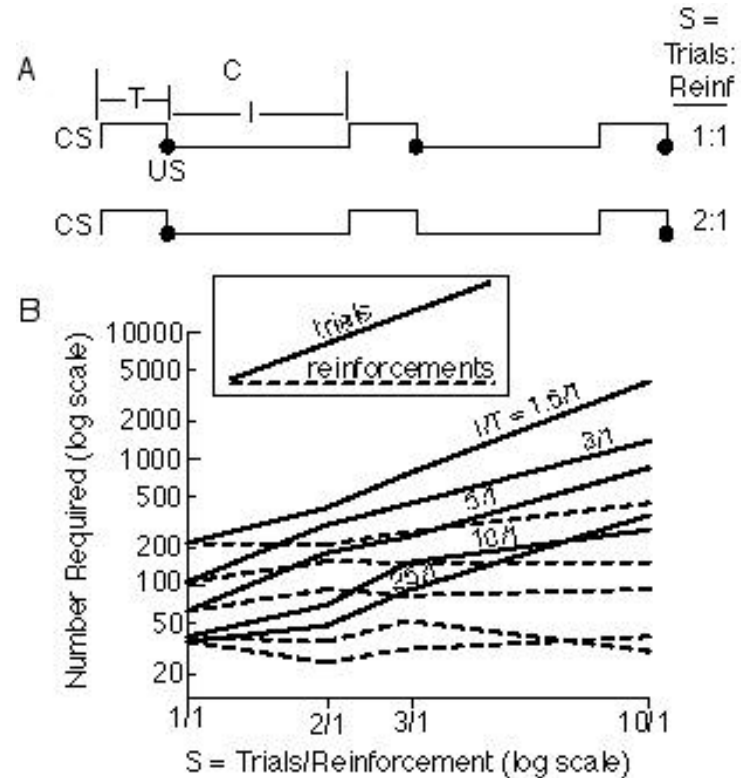 S =
Trials:
Reinf
A
C
T
I
CS
US
1:1
CS
2:1
B
trials
reinforcements
Number Required (log scale)
10000
5000
2000
1000
500
200
100
50
20
I/T = 1.5/1
3/1
5/1
10/1
25/1
1/1
2/1
3/1
10/1
S = Trials/Reinforcement (log scale)